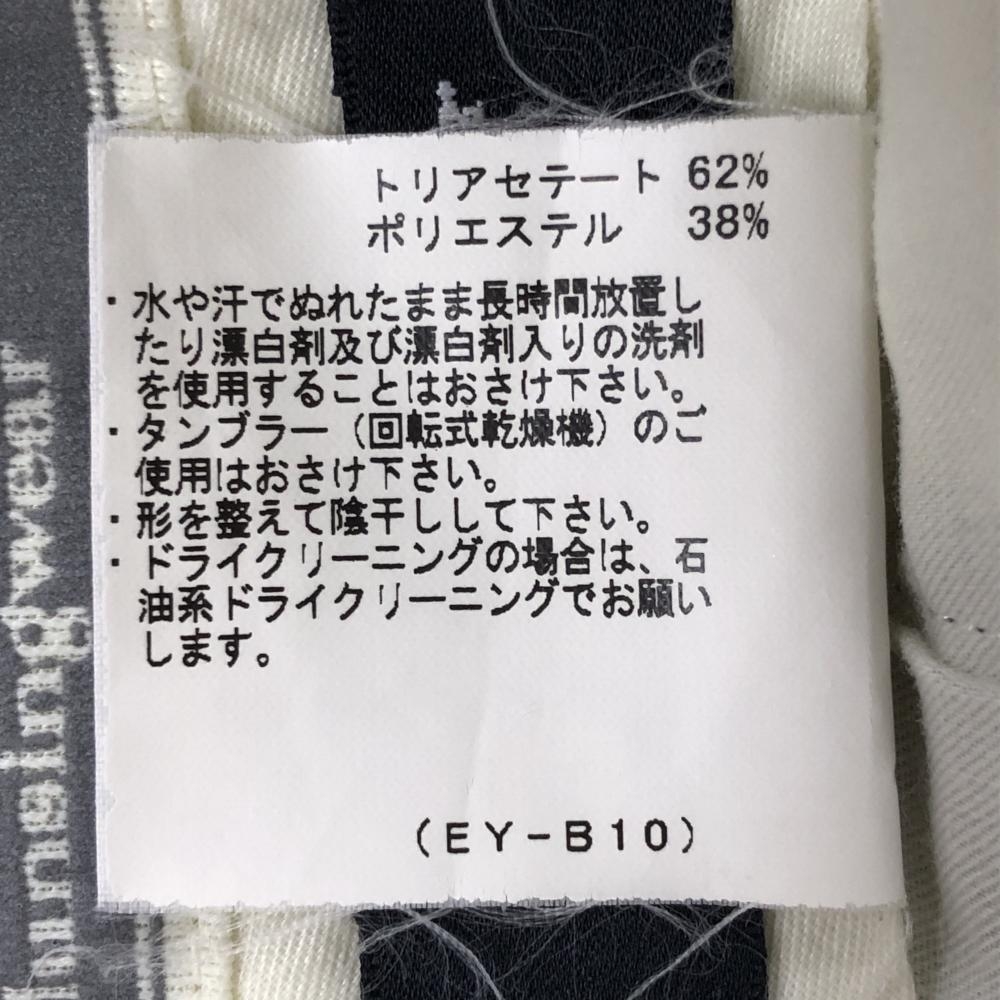 トリアセテート 62%
ポリエステル 38%
・水や汗でぬれたまま長時間放置し
たり漂白剤及び漂白剤入りの洗剤
を使用することはおさけ下さい。
・タンブラー（回転式乾燥機）のご
使用はおさけ下さい。
・形を整えて陰干しして下さい。
・ドライクリーニングの場合は、石
油系ドライクリーニングでお願い
します。
(EY-B10)
Munsingwear